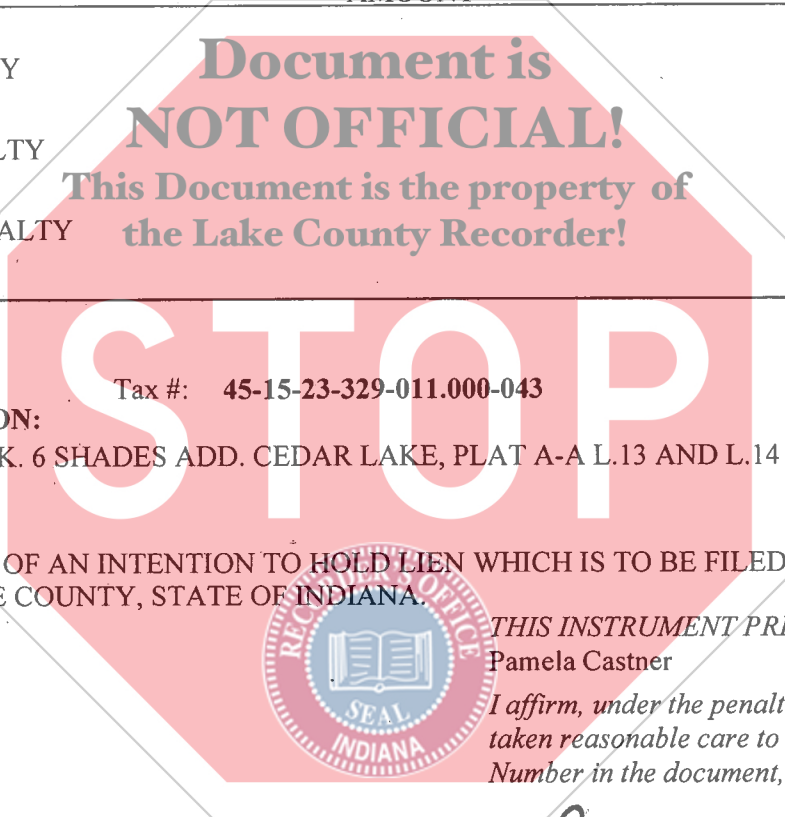 AMOUNT
Document is
Y
NOT OFFICIAL!
LTY
This Document is the property of
ALTY
the Lake County Recorder!
STOP
Tax #: 45-15-23-329-011.000-043
ON:
K. 6 SHADES ADD. CEDAR LAKE, PLAT A-A L.13 AND L.14
OF AN INTENTION TO HOLD LIEN WHICH IS TO BE FILED
E COUNTY, STATE OF INDIANA.
RECORDER'S OFFICE
SEAL
INDIANA
THIS INSTRUMENT PRE
Pamela Castner
I affirm, under the penalt
taken reasonable care to
Number in the document,